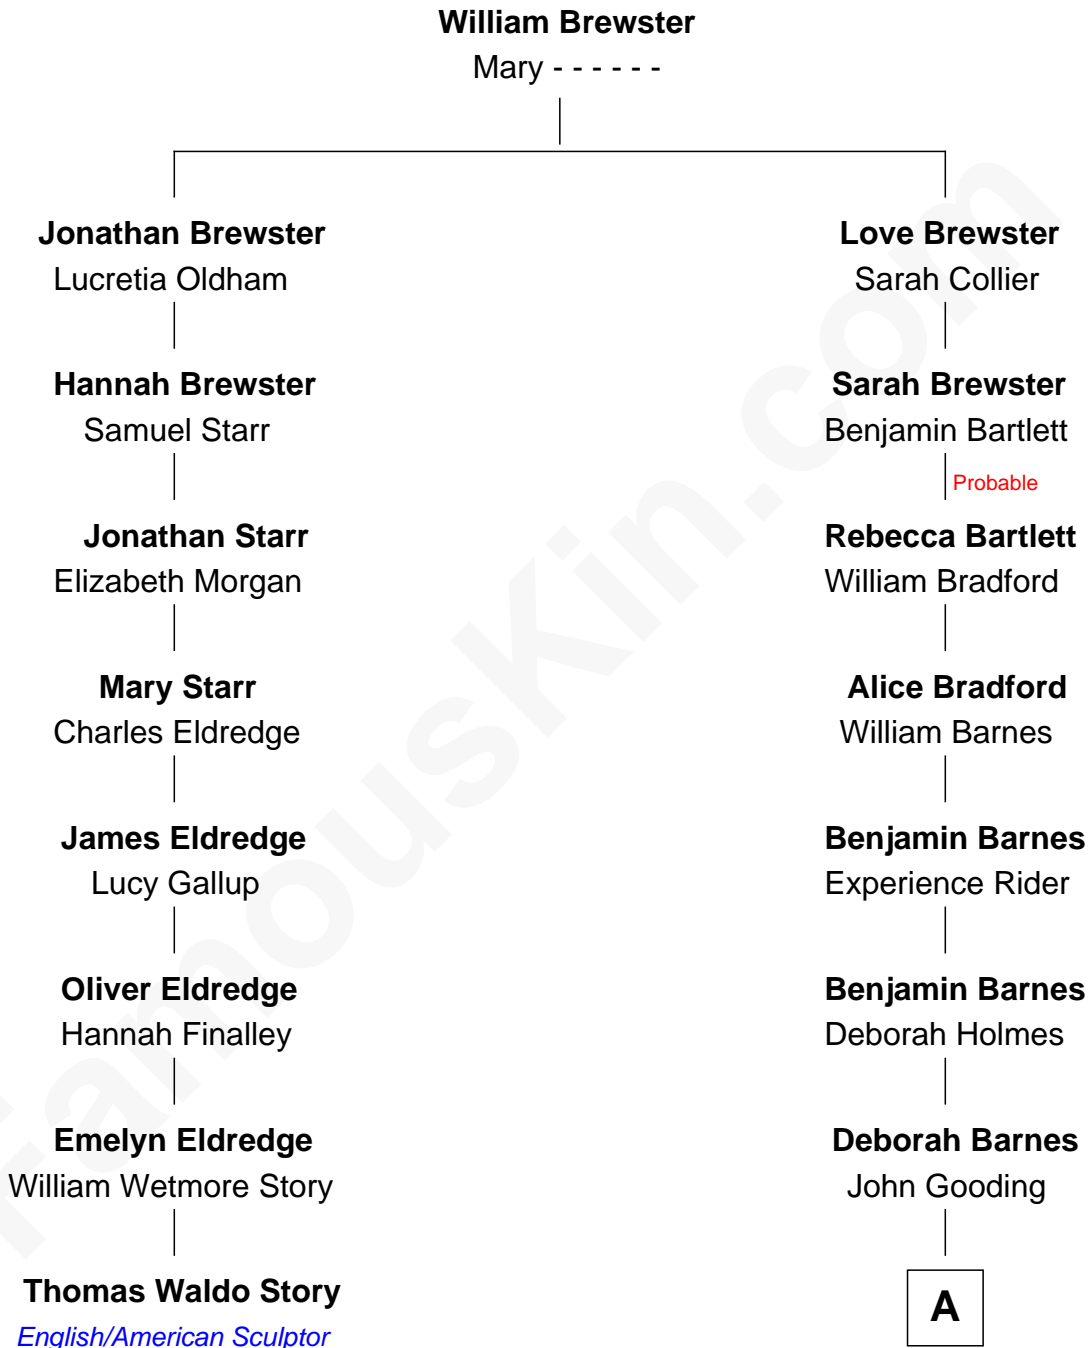 William Brewster
Mary - - - - - -
Jonathan Brewster
Lucretia Oldham
Love Brewster
Sarah Collier
Hannah Brewster
Samuel Starr
Sarah Brewster
Benjamin Bartlett
Probable
Jonathan Starr
Elizabeth Morgan
Rebecca Bartlett
William Bradford
Mary Starr
Charles Eldredge
Alice Bradford
William Barnes
James Eldredge
Lucy Gallup
Benjamin Barnes
Experience Rider
Oliver Eldredge
Hannah Finalley
Benjamin Barnes
Deborah Holmes
Emelyn Eldredge
William Wetmore Story
Deborah Barnes
John Gooding
Thomas Waldo Story
English/American Sculptor
A
FamousKin.com